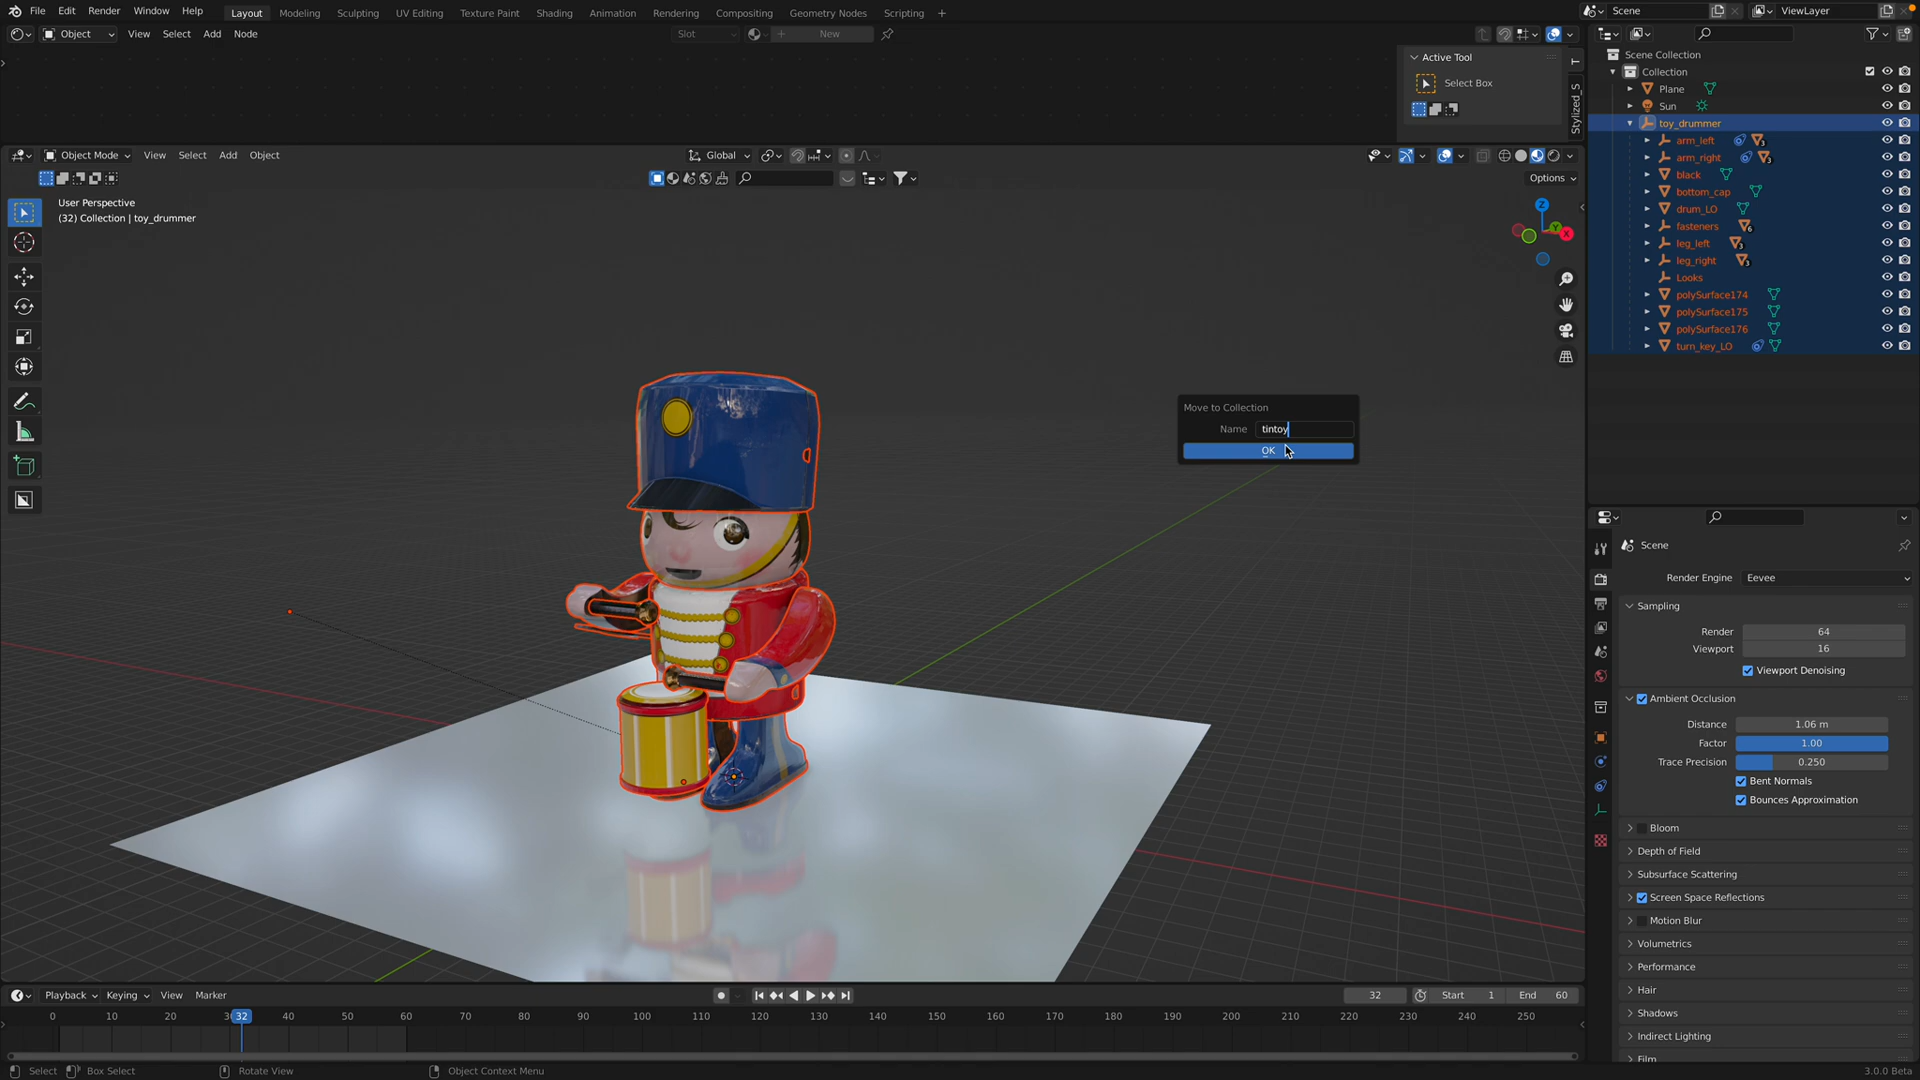 File Edit Render Window Help Layout Modeling Sculpting UV Editing Texture Paint Shading Animation Rendering Compositing Geometry Nodes Scripting + Scene ViewLayer
Object View Select Add Node Slot New
Active Tool
Select Box
Stylized_S
Scene Collection
Collection
Plane
Sun
toy_drummer
arm_left 3
arm_right 3
black
bottom_cap
drum_LO
fasteners 6
leg_left 3
leg_right 3
Looks
polySurface174
polySurface175
polySurface176
turn_key_LO
Object Mode View Select Add Object Global
Options
User Perspective
(32) Collection | toy_drummer
Z
Y
X
Move to Collection
Name tintoy
OK
Scene
Render Engine Eevee
Sampling
Render 64
Viewport 16
Viewport Denoising
Ambient Occlusion
Distance 1.06 m
Factor 1.00
Trace Precision 0.250
Bent Normals
Bounces Approximation
Bloom
Depth of Field
Subsurface Scattering
Screen Space Reflections
Motion Blur
Volumetrics
Performance
Hair
Shadows
Indirect Lighting
Film
Playback Keying View Marker 32 Start 1 End 60
0 10 20 32 40 50 60 70 80 90 100 110 120 130 140 150 160 170 180 190 200 210 220 230 240 250
Select Box Select Rotate View Object Context Menu 3.0.0 Beta